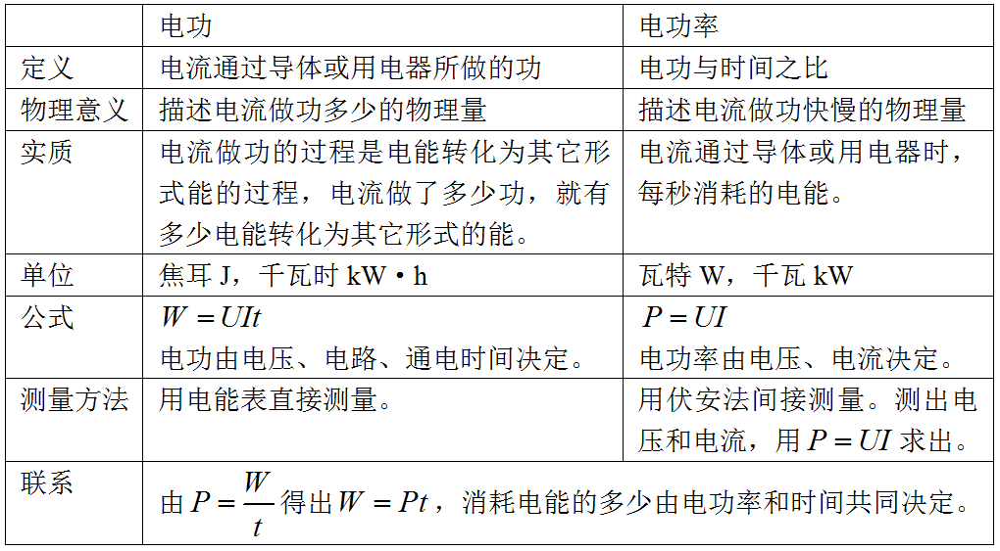 电功 电功率
定义 电流通过导体或用电器所做的功 电功与时间之比
物理意义 描述电流做功多少的物理量 描述电流做功快慢的物理量
实质 电流做功的过程是电能转化为其它形 电流通过导体或用电器时，
式能的过程，电流做了多少功，就有 每秒消耗的电能。
多少电能转化为其它形式的能。
单位 焦耳 J，千瓦时 kW·h 瓦特 W，千瓦 kW
公式 W = UIt P = UI
电功由电压、电路、通电时间决定。 电功率由电压、电流决定。
测量方法 用电能表直接测量。 用伏安法间接测量。测出电
压和电流，用 P = UI 求出。
联系 由 P = W/t 得出 W = Pt，消耗电能的多少由电功率和时间共同决定。